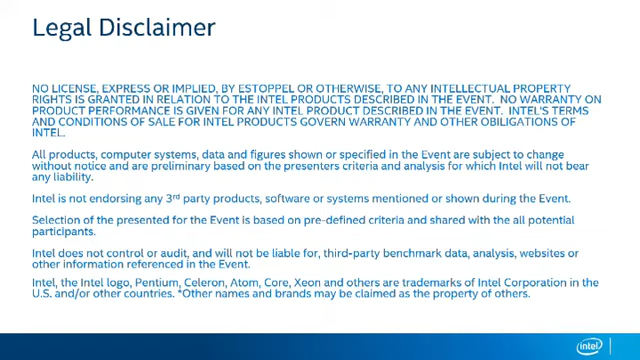 Legal Disclaimer
NO LICENSE, EXPRESS OR IMPLIED, BY ESTOPPEL OR OTHERWISE, TO ANY INTELLECTUAL PROPERTY
RIGHTS IS GRANTED IN RELATION TO THE INTEL PRODUCTS DESCRIBED IN THE EVENT. NO WARRANTY ON
PRODUCT PERFORMANCE IS GIVEN FOR ANY INTEL PRODUCT DESCRIBED IN THE EVENT. INTEL'S TERMS
AND CONDITIONS OF SALE FOR INTEL PRODUCTS GOVERN WARRANTY AND OTHER OBLIGATIONS OF
INTEL.
All products, computer systems, data and figures shown or specified in the Event are subject to change
without notice and are preliminary based on the presenters criteria and analysis for which Intel will not bear
any liability.
Intel is not endorsing any 3rd party products, software or systems mentioned or shown during the Event.
Selection of the presented for the Event is based on pre-defined criteria and shared with the all potential
participants.
Intel does not control or audit, and will not be liable for, third-party benchmark data, analysis, websites or
other information referenced in the Event.
Intel, the Intel logo, Pentium, Celeron, Atom, Core, Xeon and others are trademarks of Intel Corporation in the
U.S. and/or other countries. *Other names and brands may be claimed as the property of others.
intel